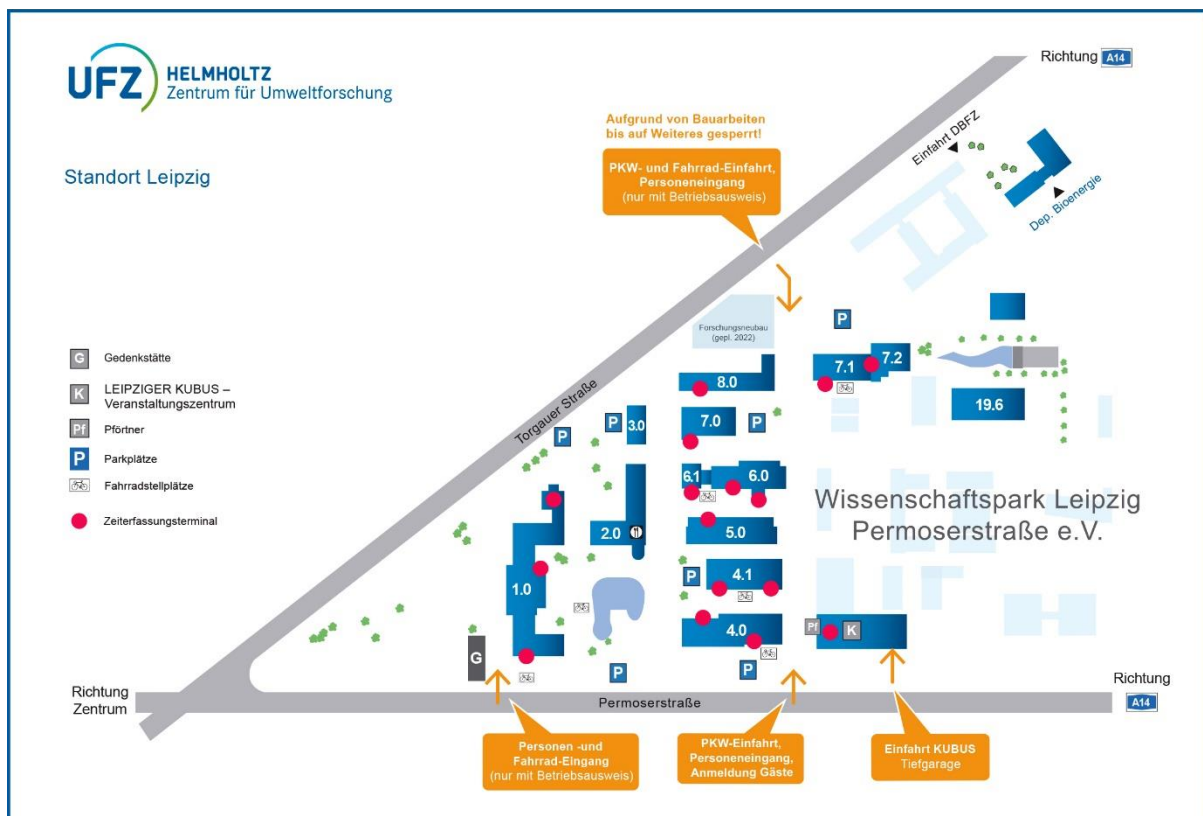 UFZ
HELMHOLTZ
Zentrum für Umweltforschung
Standort Leipzig
Richtung A14
Aufgrund von Bauarbeiten
bis auf Weiteres gesperrt!
PKW- und Fahrrad-Einfahrt,
Personeneingang
(nur mit Betriebsausweis)
Einfahrt DBFZ
Dep. Bioenergie
Torgauer Straße
Forschungsneubau
(gepl. 2022)
P
8.0
7.1
7.2
19.6
3.0
P
P
7.0
P
6.1
6.0
2.0
5.0
1.0
P
4.1
4.0
Pf
K
G
P
P
Wissenschaftspark Leipzig
Permoserstraße e.V.
G Gedenkstätte
K LEIPZIGER KUBUS –
Veranstaltungszentrum
Pf Pförtner
P Parkplätze
Fahrradstellplätze
Zeiterfassungsterminal
Richtung
Zentrum
Permoserstraße
Richtung
A14
Personen -und
Fahrrad-Eingang
(nur mit Betriebsausweis)
PKW-Einfahrt,
Personeneingang,
Anmeldung Gäste
Einfahrt KUBUS
Tiefgarage